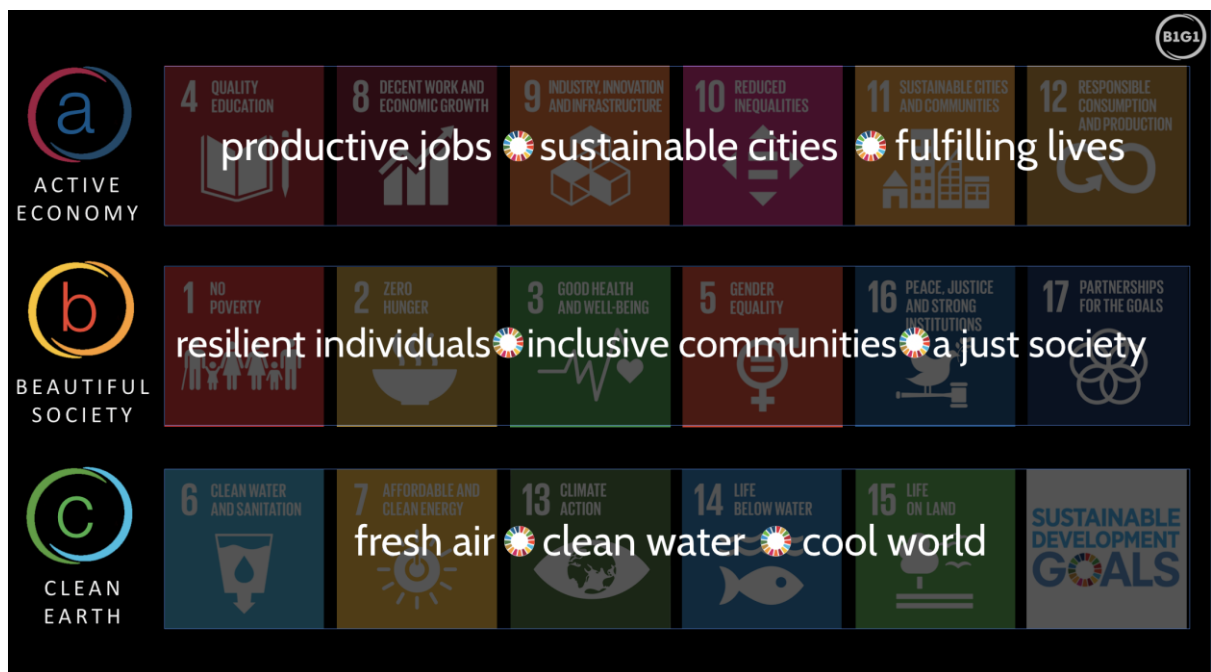 B1G1
a
ACTIVE
ECONOMY
4 QUALITY
EDUCATION
8 DECENT WORK AND
ECONOMIC GROWTH
9 INDUSTRY, INNOVATION
AND INFRASTRUCTURE
10 REDUCED
INEQUALITIES
11 SUSTAINABLE CITIES
AND COMMUNITIES
12 RESPONSIBLE
CONSUMPTION
AND PRODUCTION
productive jobs sustainable cities fulfilling lives
b
BEAUTIFUL
SOCIETY
1 NO
POVERTY
2 ZERO
HUNGER
3 GOOD HEALTH
AND WELL-BEING
5 GENDER
EQUALITY
16 PEACE, JUSTICE
AND STRONG
INSTITUTIONS
17 PARTNERSHIPS
FOR THE GOALS
resilient individuals inclusive communities a just society
c
CLEAN
EARTH
6 CLEAN WATER
AND SANITATION
7 AFFORDABLE AND
CLEAN ENERGY
13 CLIMATE
ACTION
14 LIFE
BELOW WATER
15 LIFE
ON LAND
SUSTAINABLE
DEVELOPMENT
GOALS
fresh air clean water cool world